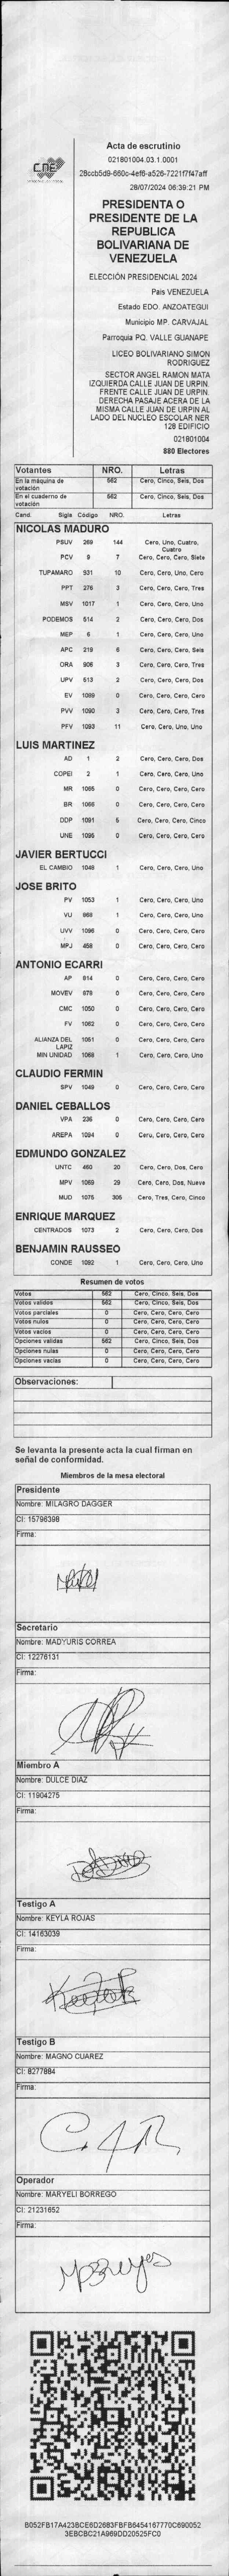 CNE
Acta de escrutinio
021801004.03.1.0001
28ccb5d9-660c-4ef6-a526-7221f7f47aff
28/07/2024 06:39:21 PM
PRESIDENTA O
PRESIDENTE DE LA
REPUBLICA
BOLIVARIANA DE
VENEZUELA
ELECCIÓN PRESIDENCIAL 2024
Pais VENEZUELA
Estado EDO. ANZOATEGUI
Municipio MP. CARVAJAL
Parroquia PQ. VALLE GUANAPE
LICEO BOLIVARIANO SIMON
RODRIGUEZ
SECTOR ANGEL RAMON MATA
IZQUIERDA CALLE JUAN DE URPIN.
FRENTE CALLE JUAN DE URPIN.
DERECHA PASAJE ACERA DE LA
MISMA CALLE JUAN DE URPIN AL
LADO DEL NUCLEO ESCOLAR NER
128 EDIFICIO
021801004
880 Electores
Votantes NRO. Letras
En la máquina de votación 562 Cero, Cinco, Seis, Dos
En el cuaderno de votación 562 Cero, Cinco, Seis, Dos
Cand. Sigla Código NRO. Letras
NICOLAS MADURO
PSUV 269 144 Cero, Uno, Cuatro, Cuatro
PCV 9 7 Cero, Cero, Cero, Siete
TUPAMARO 931 10 Cero, Cero, Uno, Cero
PPT 276 3 Cero, Cero, Cero, Tres
MSV 1017 1 Cero, Cero, Cero, Uno
PODEMOS 514 2 Cero, Cero, Cero, Dos
MEP 6 1 Cero, Cero, Cero, Uno
APC 219 6 Cero, Cero, Cero, Seis
ORA 906 3 Cero, Cero, Cero, Tres
UPV 513 2 Cero, Cero, Cero, Dos
EV 1099 0 Cero, Cero, Cero, Cero
PVV 1090 3 Cero, Cero, Cero, Tres
PFV 1093 11 Cero, Cero, Uno, Uno
LUIS MARTINEZ
AD 1 2 Cero, Cero, Cero, Dos
COPEI 2 1 Cero, Cero, Cero, Uno
MR 1065 0 Cero, Cero, Cero, Cero
BR 1066 0 Cero, Cero, Cero, Cero
DDP 1091 5 Cero, Cero, Cero, Cinco
UNE 1095 0 Cero, Cero, Cero, Cero
JAVIER BERTUCCI
EL CAMBIO 1046 1 Cero, Cero, Cero, Uno
JOSE BRITO
PV 1053 1 Cero, Cero, Cero, Uno
VU 868 1 Cero, Cero, Cero, Uno
UVV 1096 0 Cero, Cero, Cero, Cero
MPJ 458 0 Cero, Cero, Cero, Cero
ANTONIO ECARRI
AP 814 0 Cero, Cero, Cero, Cero
MOVEV 979 0 Cero, Cero, Cero, Cero
CMC 1050 0 Cero, Cero, Cero, Cero
FV 1062 0 Cero, Cero, Cero, Cero
ALIANZA DEL LAPIZ 1051 0 Cero, Cero, Cero, Cero
MIN UNIDAD 1068 1 Cero, Cero, Cero, Uno
CLAUDIO FERMIN
SPV 1049 0 Cero, Cero, Cero, Cero
DANIEL CEBALLOS
VPA 236 0 Cero, Cero, Cero, Cero
AREPA 1094 0 Cero, Cero, Cero, Cero
EDMUNDO GONZALEZ
UNTC 460 20 Cero, Cero, Dos, Cero
MPV 1069 29 Cero, Cero, Dos, Nueve
MUD 1075 305 Cero, Tres, Cero, Cinco
ENRIQUE MARQUEZ
CENTRADOS 1073 2 Cero, Cero, Cero, Dos
BENJAMIN RAUSSEO
CONDE 1092 1 Cero, Cero, Cero, Uno
Resumen de votos
Votos 562 Cero, Cinco, Seis, Dos
Votos validos 562 Cero, Cinco, Seis, Dos
Votos parciales 0 Cero, Cero, Cero, Cero
Votos nulos 0 Cero, Cero, Cero, Cero
Votos vacios 0 Cero, Cero, Cero, Cero
Opciones validas 562 Cero, Cinco, Seis, Dos
Opciones nulas 0 Cero, Cero, Cero, Cero
Opciones vacias 0 Cero, Cero, Cero, Cero
Observaciones:
Se levanta la presente acta la cual firman en
señal de conformidad.
Miembros de la mesa electoral
Presidente
Nombre: MILAGRO DAGGER
CI: 15796398
Firma:
Secretario
Nombre: MADYURIS CORREA
CI: 12276131
Firma:
Miembro A
Nombre: DULCE DIAZ
CI: 11904275
Firma:
Testigo A
Nombre: KEYLA ROJAS
CI: 14163039
Firma:
Testigo B
Nombre: MAGNO CUAREZ
CI: 8277884
Firma:
Operador
Nombre: MARYELI BORREGO
CI: 21231652
Firma:
B052FB17A423BCE6D2683FBFB6454167770C690052
3EBCBC21A969DD20525FC0